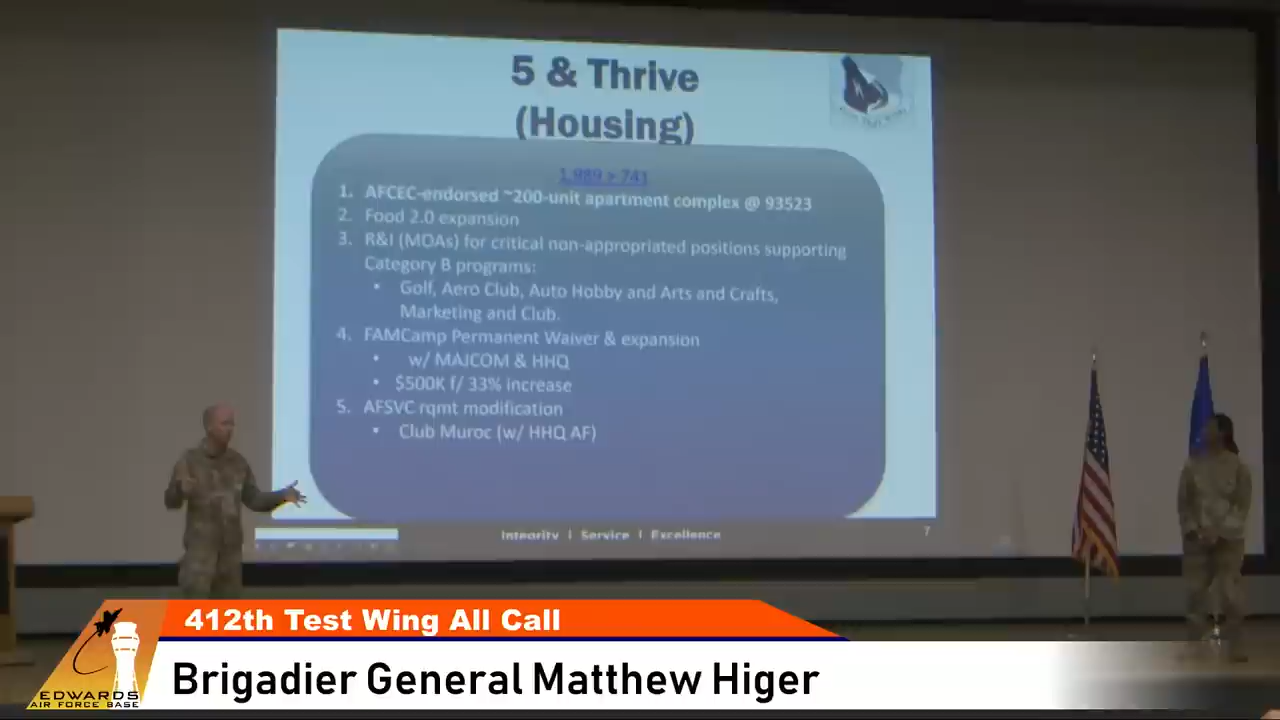 5 & Thrive
(Housing)
1,989 > 741
1. AFCEC-endorsed ~200-unit apartment complex @ 93523
2. Food 2.0 expansion
3. R&I (MOAs) for critical non-appropriated positions supporting
Category B programs:
• Golf, Aero Club, Auto Hobby and Arts and Crafts,
Marketing and Club.
4. FAMCamp Permanent Waiver & expansion
• w/ MAJCOM & HHQ
• $500K f/ 33% increase
5. AFSVC rqmt modification
• Club Muroc (w/ HHQ AF)
Integrity | Service | Excellence
7
412th Test Wing All Call
Brigadier General Matthew Higer
EDWARDS
AIR FORCE BASE